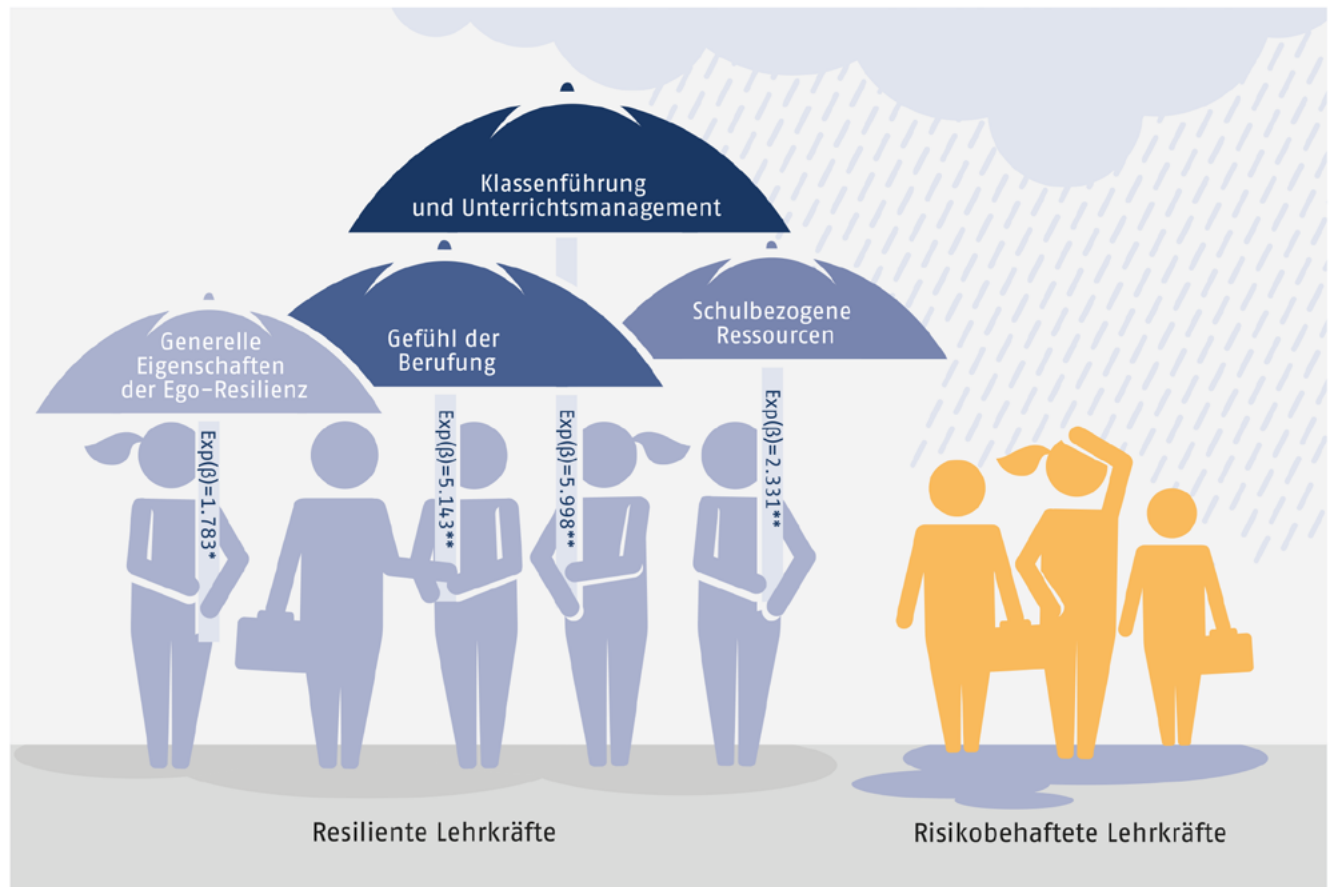 Klassenführung
und Unterrichtsmanagement
Generelle
Eigenschaften
der Ego-Resilienz
Gefühl der
Berufung
Schulbezogene
Ressourcen
Exp(β)=1.783*
Exp(β)=5.143**
Exp(β)=5.998**
Exp(β)=2.331**
Resiliente Lehrkräfte
Risikobehaftete Lehrkräfte